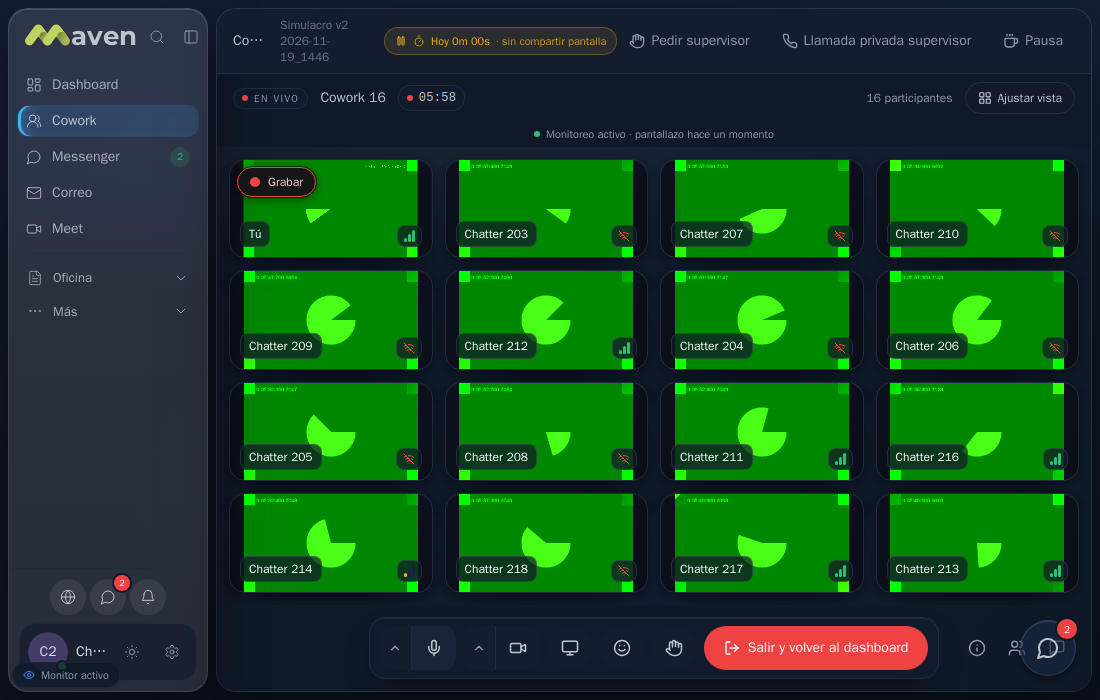 Maven
Dashboard
Cowork
Messenger 2
Correo
Meet
Oficina
Más
2
C2 Ch···
Monitor activo
Co···
Simulacro v2
2026-11-
19_1446
Hoy 0m 00s · sin compartir pantalla
Pedir supervisor
Llamada privada supervisor
Pausa
EN VIVO
Cowork 16
05:58
16 participantes
Ajustar vista
Monitoreo activo · pantallazo hace un momento
Grabar
Tú
Chatter 203
Chatter 207
Chatter 210
Chatter 209
Chatter 212
Chatter 204
Chatter 206
Chatter 205
Chatter 208
Chatter 211
Chatter 216
Chatter 214
Chatter 218
Chatter 217
Chatter 213
Salir y volver al dashboard
2